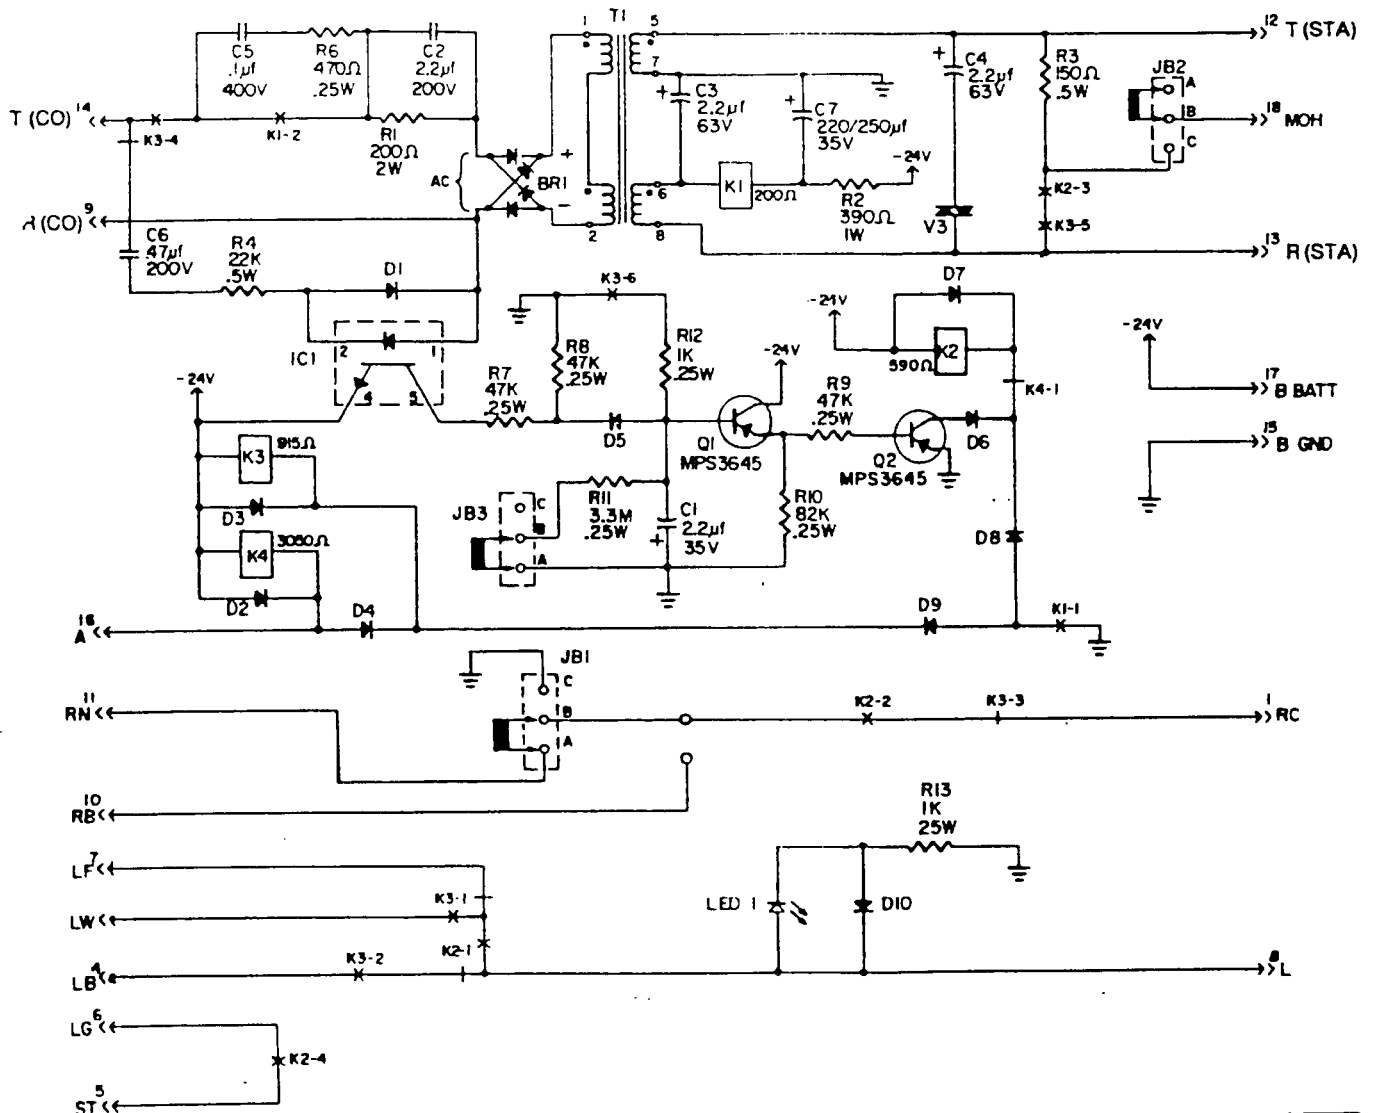 T1
1
5
12
T (STA)
C5
.1µf
400V
R6
470Ω
.25W
C2
2.2µf
200V
7
C3
2.2µf
63V
C7
220/250µf
35V
C4
2.2µf
63V
R3
150Ω
.5W
JB2
A
B
C
18
MOH
14
T (CO)
K3-4
K1-2
R1
200Ω
2W
AC
BR1
+
−
2
6
8
K1
200Ω
R2
390Ω
1W
-24V
V3
K2-3
K3-5
13
R (STA)
9
(CO)
C6
.47µf
200V
R4
22K
.5W
D1
IC1
2
1
4
5
-24V
K3-6
R8
47K
.25W
R12
1K
.25W
R7
47K
.25W
D5
Q1
MPS3645
-24V
R9
47K
.25W
Q2
MPS3645
-24V
D7
K2
590Ω
K4-1
D6
-24V
17
B BATT
15
B GND
K3
915Ω
D3
K4
3050Ω
D2
JB3
C
B
A
R11
3.3M
.25W
C1
2.2µf
35V
+
R10
82K
.25W
D8
16
A
D4
D9
K1-1
JB1
C
B
A
11
RN
K2-2
K3-3
1
RC
10
RB
R13
1K
25W
7
LF
K3-1
LW
LED 1
D10
K3-2
K2-1
4
LB
8
L
6
LG
K2-4
5
ST